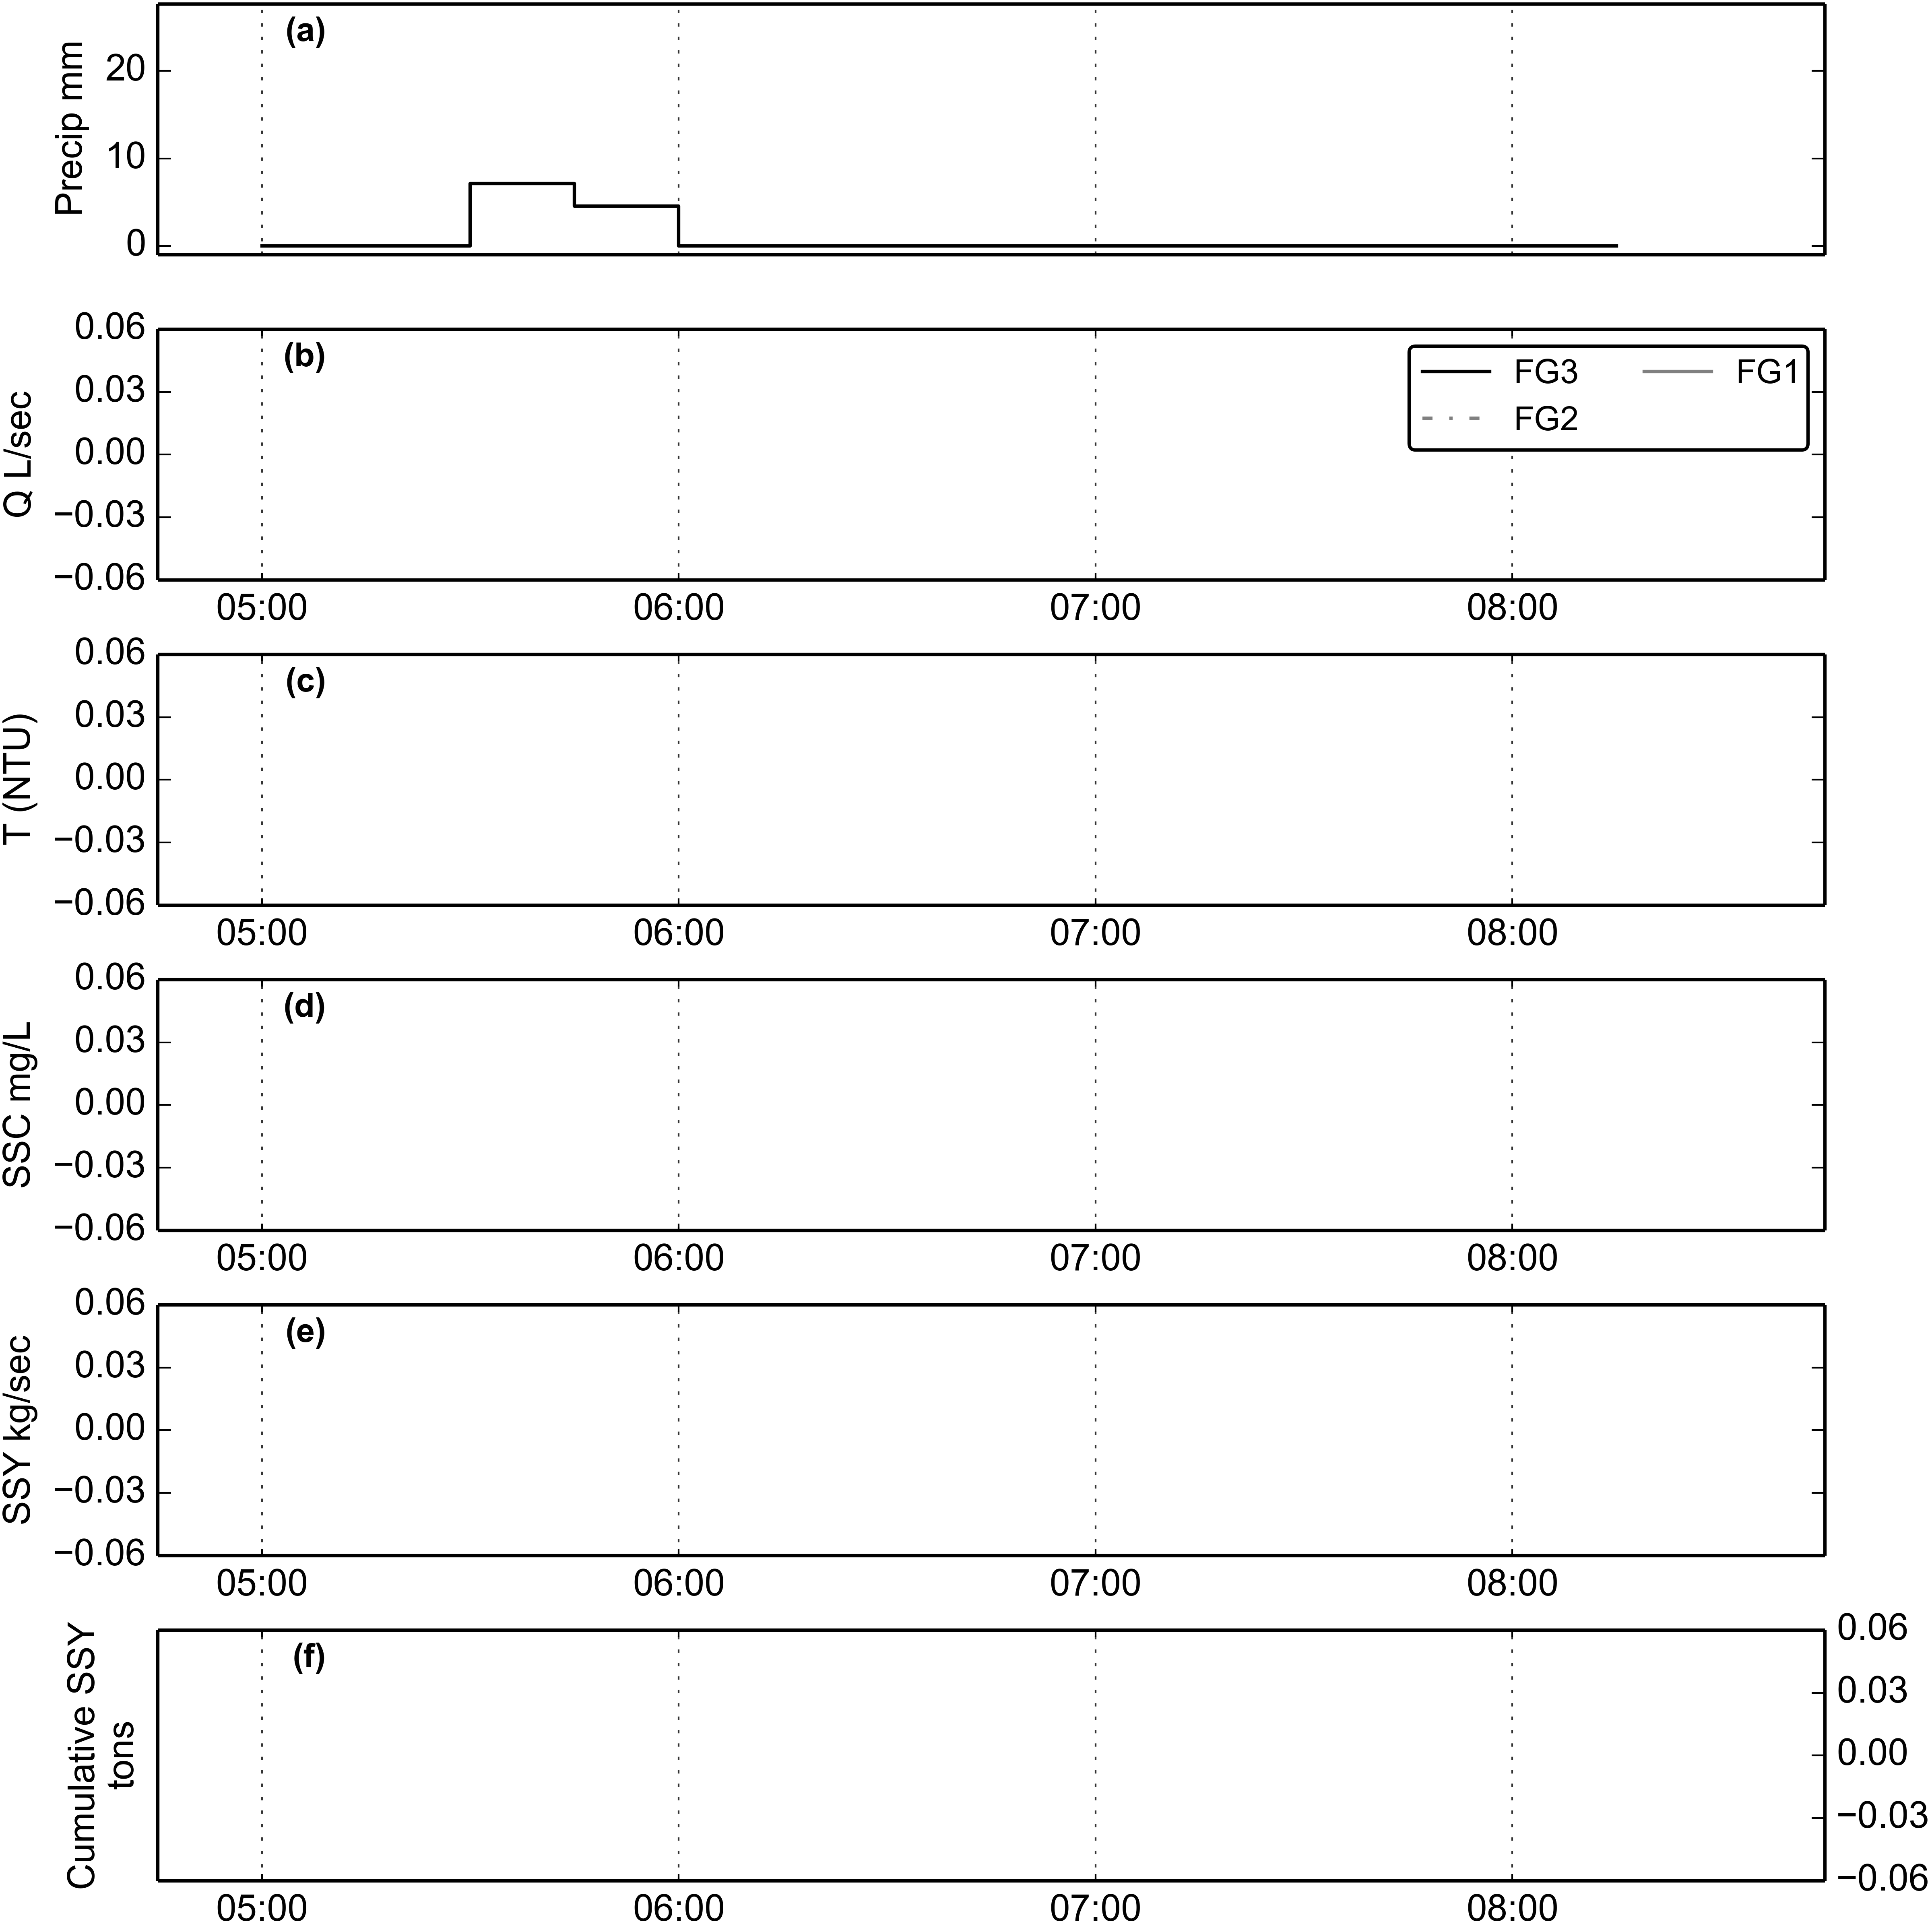 (a)
Precip mm
20
10
0
(b)
Q L/sec
0.06
0.03
0.00
−0.03
−0.06
FG3 FG1
FG2
05:00 06:00 07:00 08:00
(c)
T (NTU)
0.06
0.03
0.00
−0.03
−0.06
05:00 06:00 07:00 08:00
(d)
SSC mg/L
0.06
0.03
0.00
−0.03
−0.06
05:00 06:00 07:00 08:00
(e)
SSY kg/sec
0.06
0.03
0.00
−0.03
−0.06
05:00 06:00 07:00 08:00
(f)
Cumulative SSY
tons
0.06
0.03
0.00
−0.03
−0.06
05:00 06:00 07:00 08:00